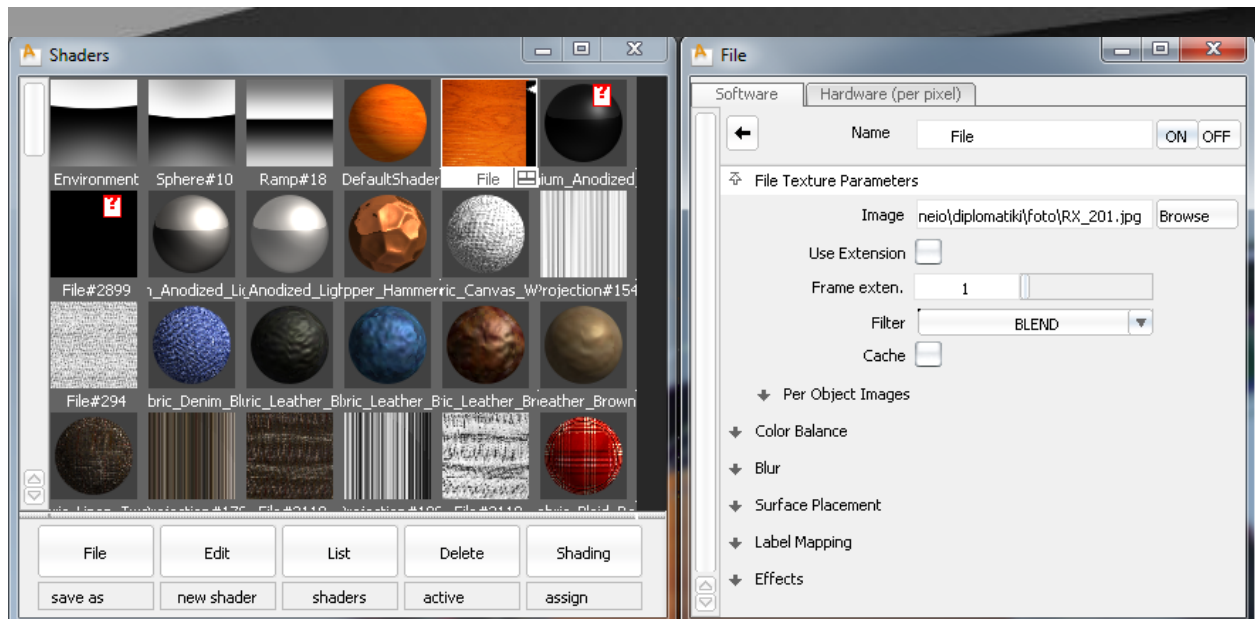 Shaders
Environment Sphere#10 Ramp#18 DefaultShader File ium_Anodized
File#2899 n_Anodized_Li Anodized_Ligh pper_Hammer ric_Canvas_W Projection#154
File#294 bric_Denim_Bl ric_Leather_Bl ric_Leather_B ic_Leather_Br eather_Brown
File Edit List Delete Shading
save as new shader shaders active assign
File
Software Hardware (per pixel)
Name File ON OFF
File Texture Parameters
Image neio\diplomatiki\foto\RX_201.jpg Browse
Use Extension
Frame exten. 1
Filter BLEND
Cache
Per Object Images
Color Balance
Blur
Surface Placement
Label Mapping
Effects